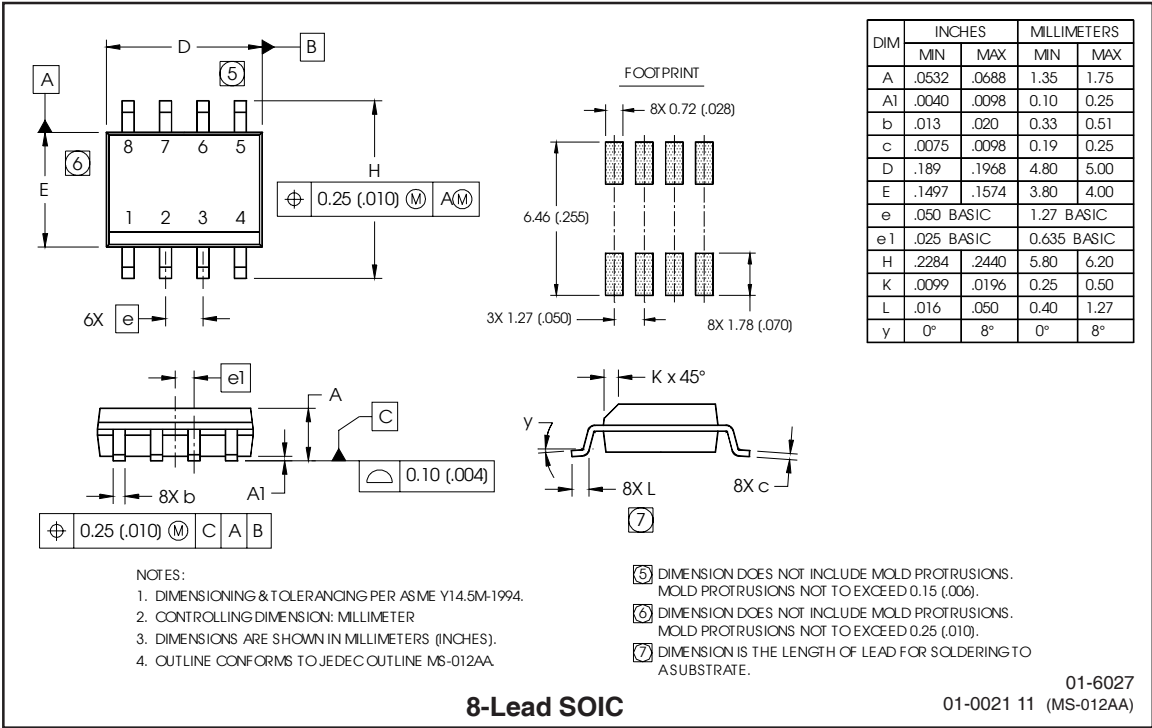 D
B
5
A
8 7 6 5
6
E
H
⌖ 0.25 (.010) Ⓜ AⓂ
1 2 3 4
6X e
FOOTPRINT
8X 0.72 (.028)
6.46 (.255)
3X 1.27 (.050)
8X 1.78 (.070)
DIM INCHES MILLIMETERS
MIN MAX MIN MAX
A .0532 .0688 1.35 1.75
A1 .0040 .0098 0.10 0.25
b .013 .020 0.33 0.51
c .0075 .0098 0.19 0.25
D .189 .1968 4.80 5.00
E .1497 .1574 3.80 4.00
e .050 BASIC 1.27 BASIC
e1 .025 BASIC 0.635 BASIC
H .2284 .2440 5.80 6.20
K .0099 .0196 0.25 0.50
L .016 .050 0.40 1.27
y 0° 8° 0° 8°
e1
A
C
⌓ 0.10 (.004)
8X b
A1
⌖ 0.25 (.010) Ⓜ C A B
K x 45°
y
8X L
8X c
7
NOTES:
1. DIMENSIONING & TOLERANCING PER ASME Y14.5M-1994.
2. CONTROLLING DIMENSION: MILLIMETER
3. DIMENSIONS ARE SHOWN IN MILLIMETERS (INCHES).
4. OUTLINE CONFORMS TO JEDEC OUTLINE MS-012AA.
5 DIMENSION DOES NOT INCLUDE MOLD PROTRUSIONS.
MOLD PROTRUSIONS NOT TO EXCEED 0.15 (.006).
6 DIMENSION DOES NOT INCLUDE MOLD PROTRUSIONS.
MOLD PROTRUSIONS NOT TO EXCEED 0.25 (.010).
7 DIMENSION IS THE LENGTH OF LEAD FOR SOLDERING TO
A SUBSTRATE.
8-Lead SOIC
01-6027
01-0021 11 (MS-012AA)